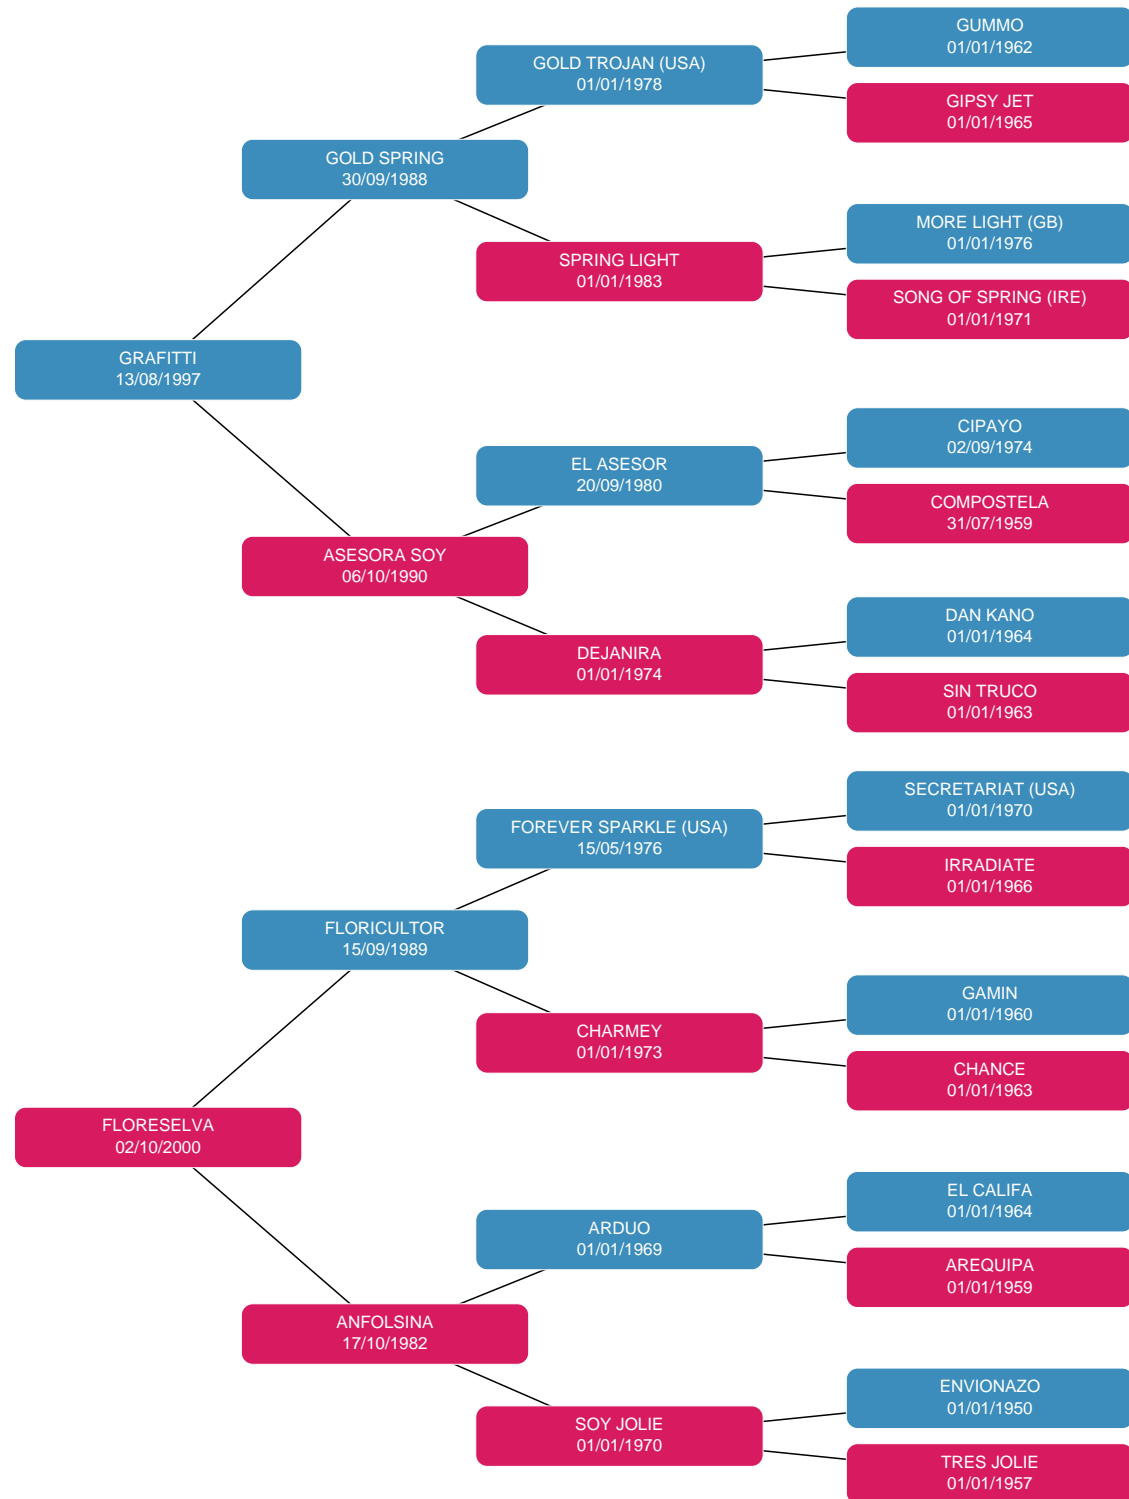 GUMMO
01/01/1962
GOLD TROJAN (USA)
01/01/1978
GIPSY JET
01/01/1965
GOLD SPRING
30/09/1988
MORE LIGHT (GB)
01/01/1976
SPRING LIGHT
01/01/1983
SONG OF SPRING (IRE)
01/01/1971
GRAFITTI
13/08/1997
CIPAYO
02/09/1974
EL ASESOR
20/09/1980
COMPOSTELA
31/07/1959
ASESORA SOY
06/10/1990
DAN KANO
01/01/1964
DEJANIRA
01/01/1974
SIN TRUCO
01/01/1963
SECRETARIAT (USA)
01/01/1970
FOREVER SPARKLE (USA)
15/05/1976
IRRADIATE
01/01/1966
FLORICULTOR
15/09/1989
GAMIN
01/01/1960
CHARMEY
01/01/1973
CHANCE
01/01/1963
FLORESELVA
02/10/2000
EL CALIFA
01/01/1964
ARDUO
01/01/1969
AREQUIPA
01/01/1959
ANFOLSINA
17/10/1982
ENVIONAZO
01/01/1950
SOY JOLIE
01/01/1970
TRES JOLIE
01/01/1957